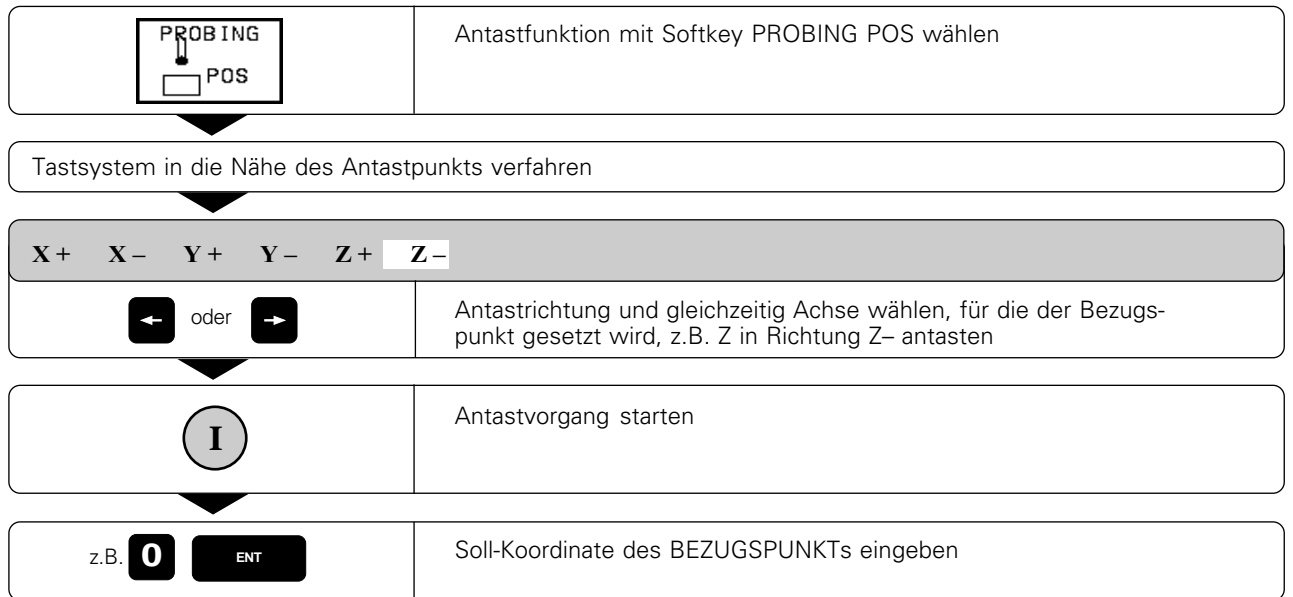 PROBING
POS
Antastfunktion mit Softkey PROBING POS wählen
Tastsystem in die Nähe des Antastpunkts verfahren
X + X – Y + Y – Z + Z –
oder
Antastrichtung und gleichzeitig Achse wählen, für die der Bezugs-
punkt gesetzt wird, z.B. Z in Richtung Z– antasten
I
Antastvorgang starten
z.B. 0 ENT
Soll-Koordinate des BEZUGSPUNKTs eingeben